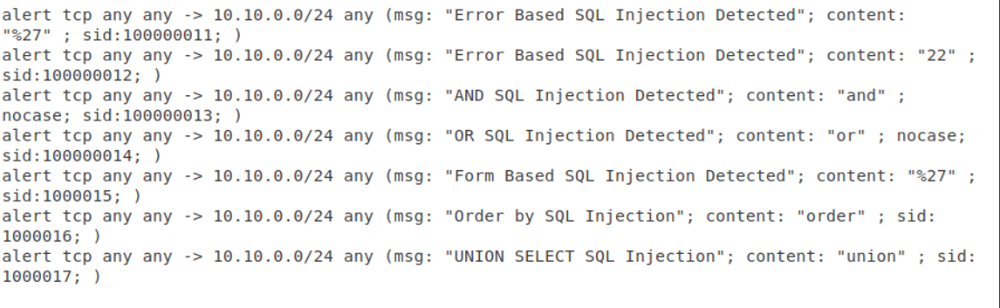 alert tcp any any -> 10.10.0.0/24 any (msg: "Error Based SQL Injection Detected"; content:
"%27" ; sid:100000011; )
alert tcp any any -> 10.10.0.0/24 any (msg: "Error Based SQL Injection Detected"; content: "22" ;
sid:100000012; )
alert tcp any any -> 10.10.0.0/24 any (msg: "AND SQL Injection Detected"; content: "and" ;
nocase; sid:100000013; )
alert tcp any any -> 10.10.0.0/24 any (msg: "OR SQL Injection Detected"; content: "or" ; nocase;
sid:100000014; )
alert tcp any any -> 10.10.0.0/24 any (msg: "Form Based SQL Injection Detected"; content: "%27" ;
sid:1000015; )
alert tcp any any -> 10.10.0.0/24 any (msg: "Order by SQL Injection"; content: "order" ; sid:
1000016; )
alert tcp any any -> 10.10.0.0/24 any (msg: "UNION SELECT SQL Injection"; content: "union" ; sid:
1000017; )